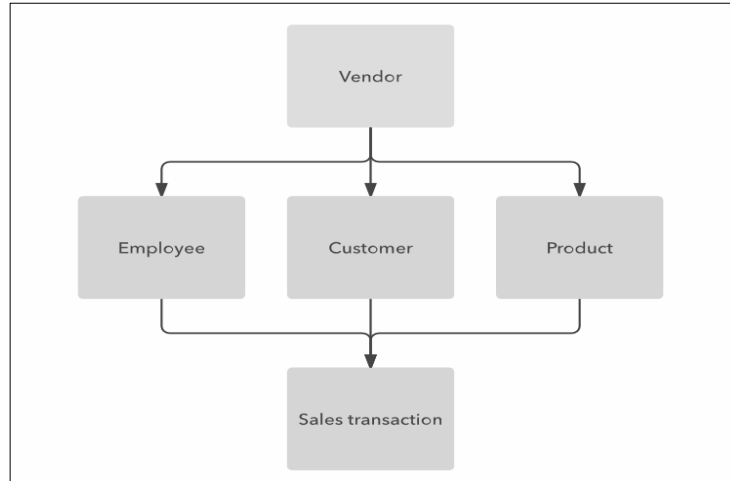 Vendor
Employee
Customer
Product
Sales transaction